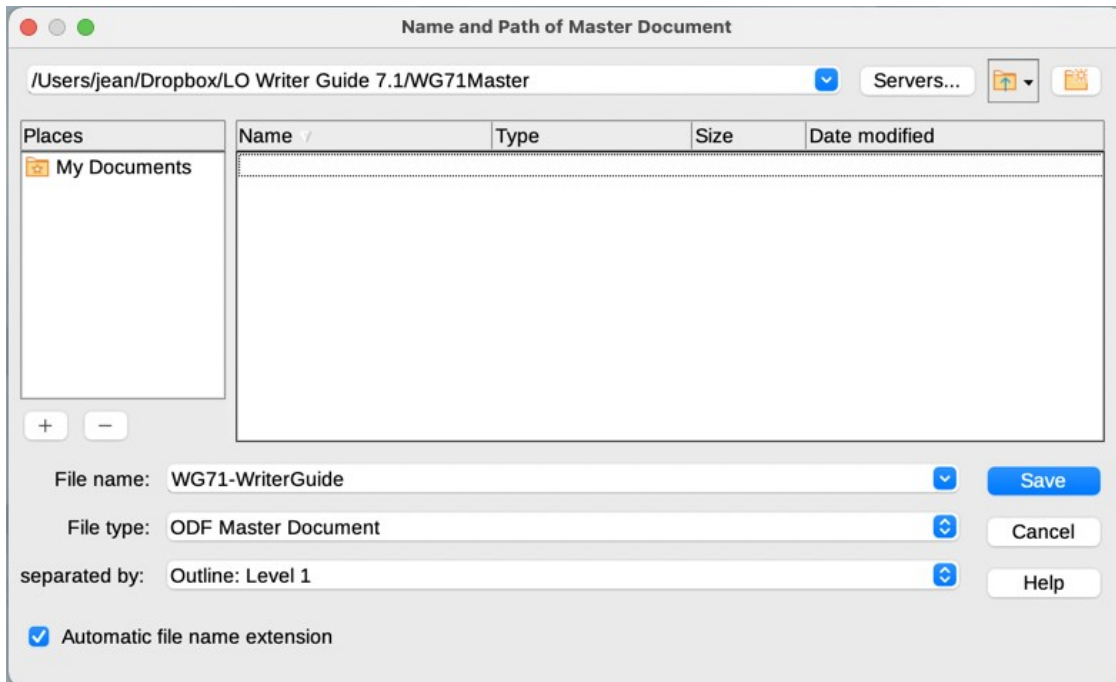 Name and Path of Master Document
/Users/jean/Dropbox/LO Writer Guide 7.1/WG71Master Servers...
Places Name Type Size Date modified
My Documents
+ −
File name: WG71-WriterGuide Save
File type: ODF Master Document Cancel
separated by: Outline: Level 1 Help
Automatic file name extension